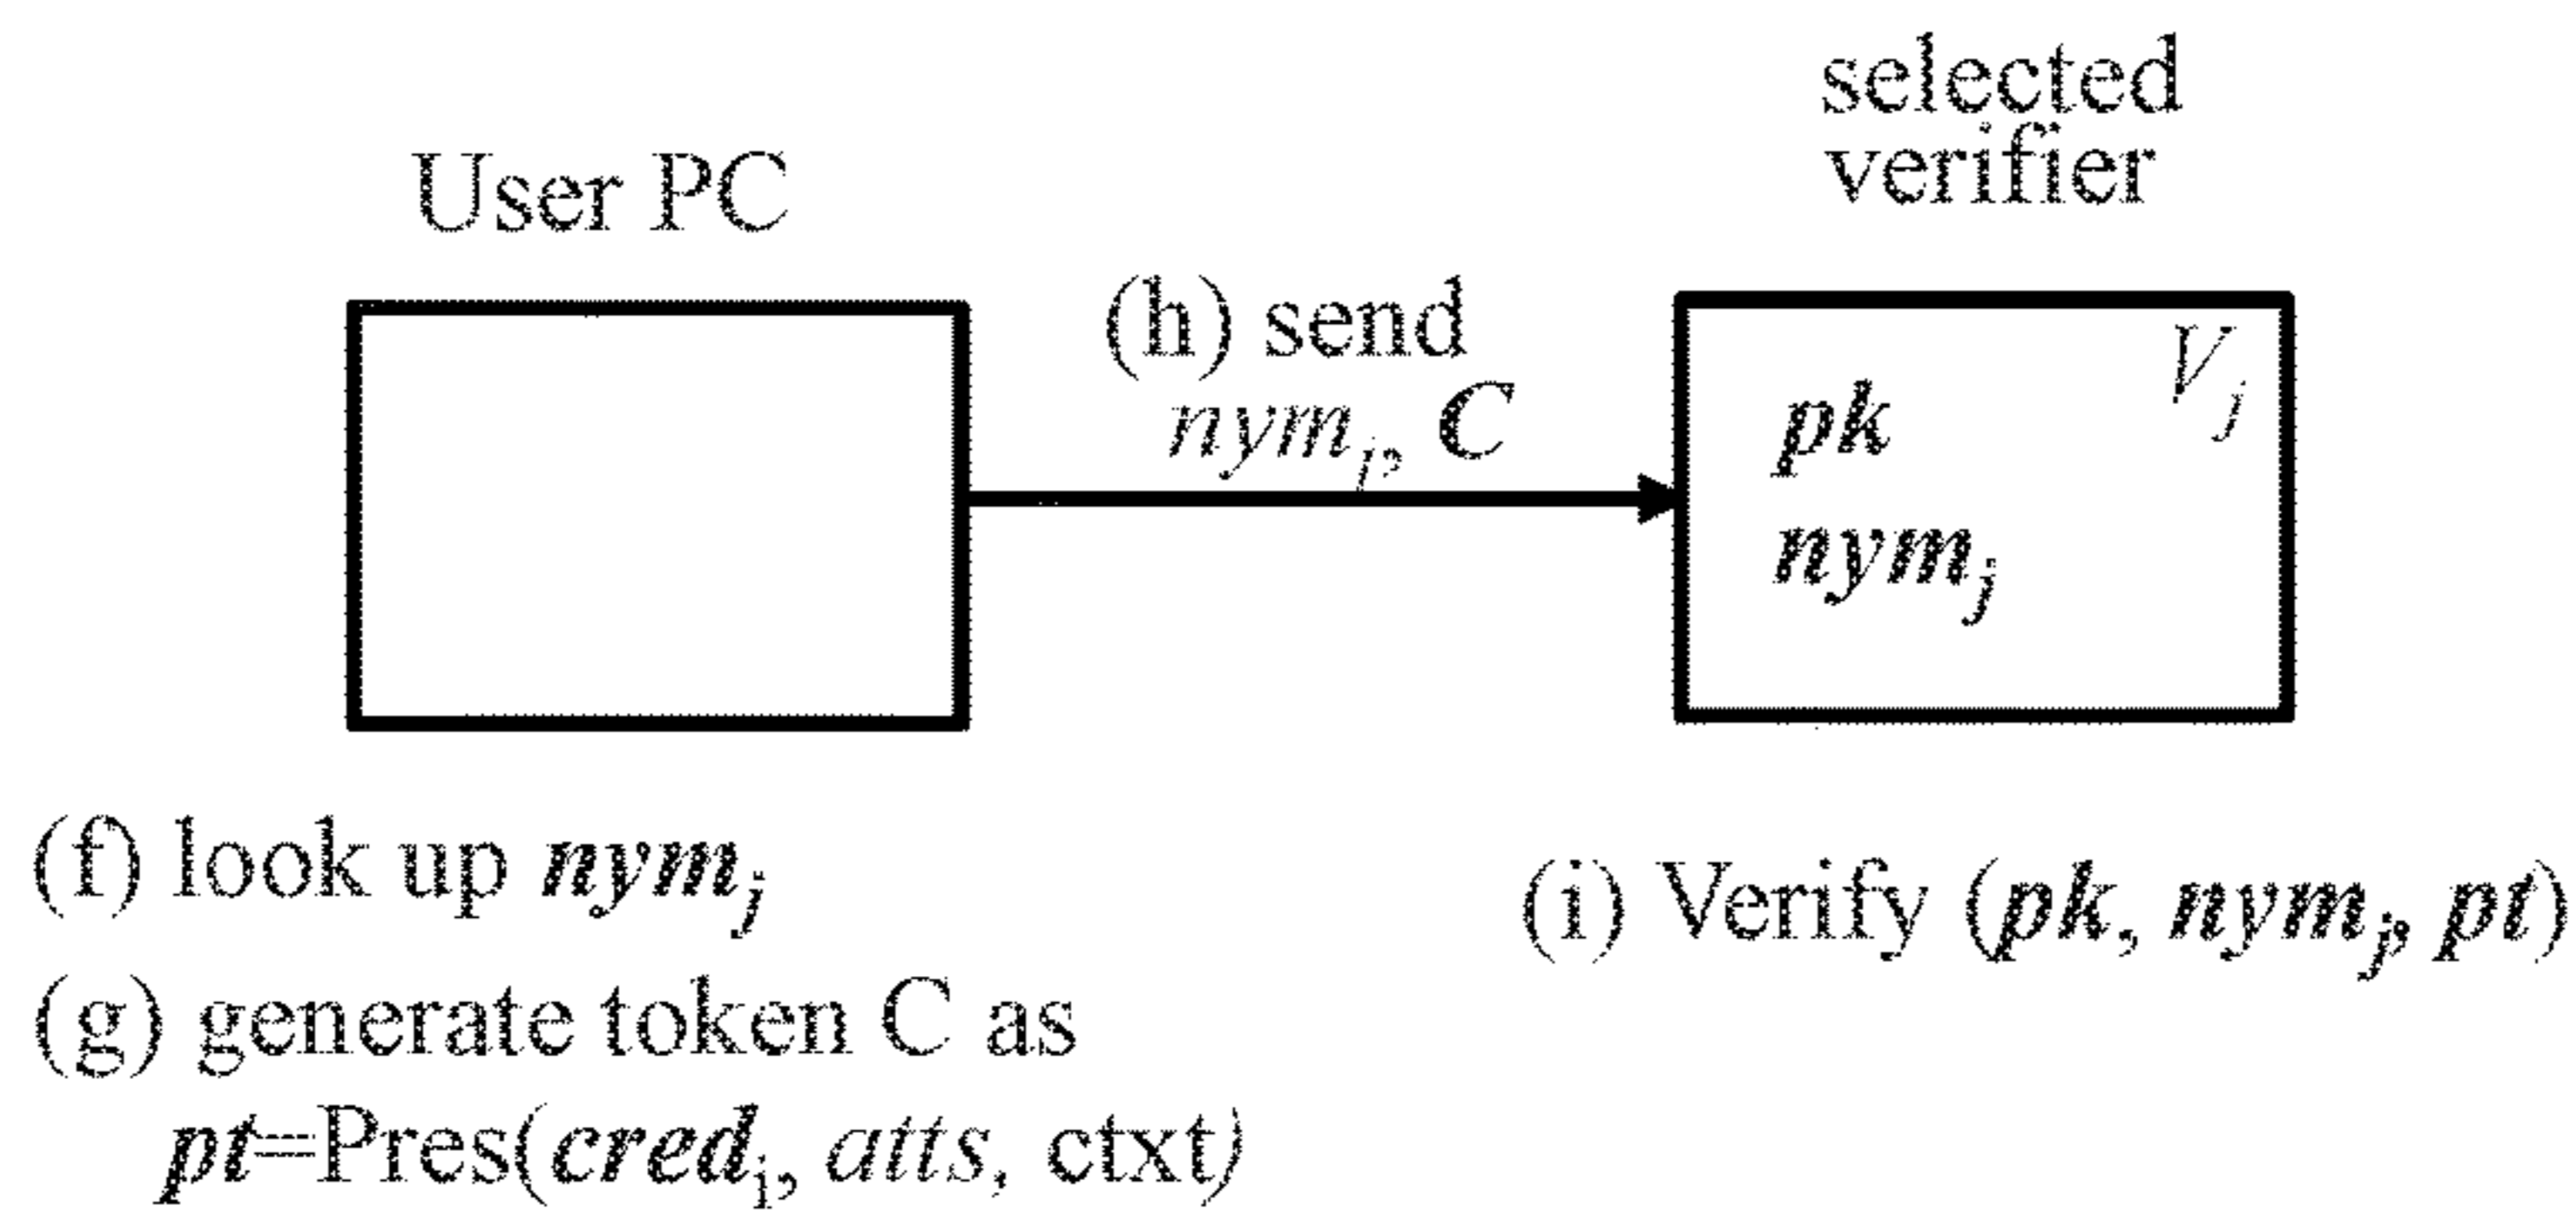 User PC
selected
verifier
(h) send
nymj, C
Vj
pk
nymj
(f) look up nymj
(g) generate token C as
pt=Pres(credi, atts, ctxt)
(i) Verify (pk, nymj, pt)